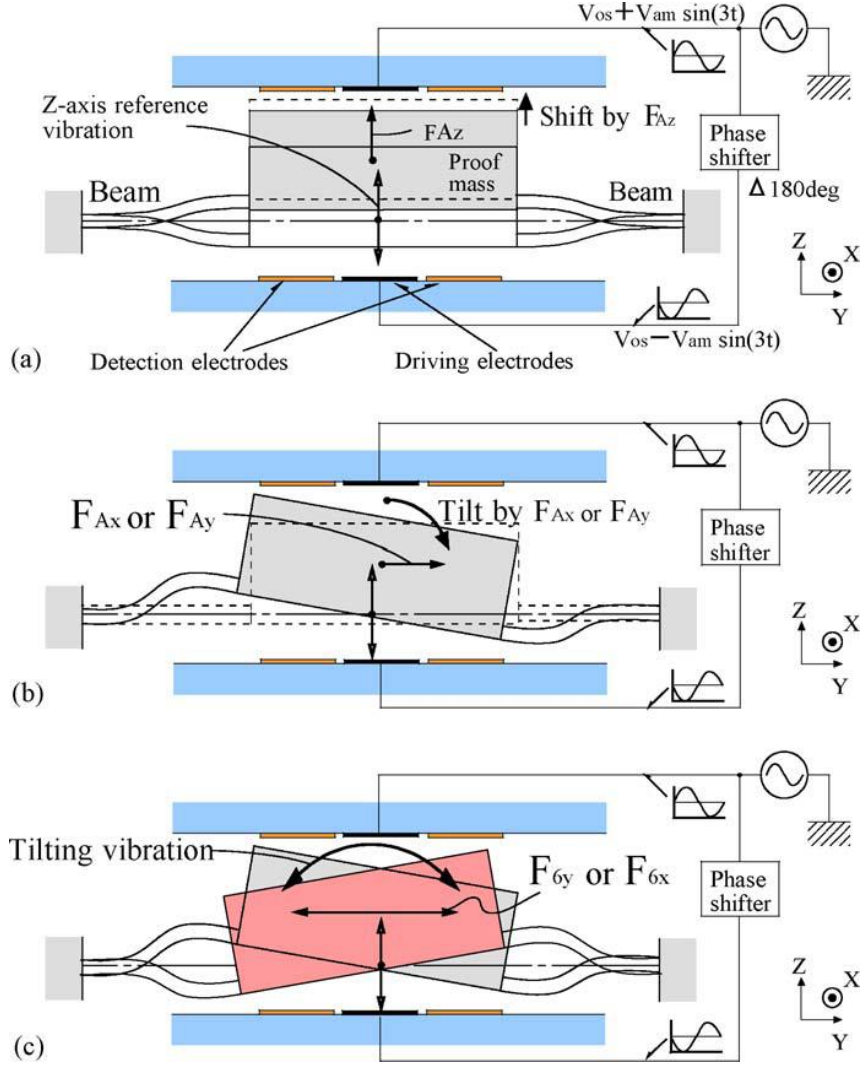 Vos+Vam sin(3t)
Z-axis reference
vibration
Shift by FAz
FAz
Phase
shifter
Proof
mass
Beam
Beam
Δ 180deg
Z
X
Y
Vos−Vam sin(3t)
(a)
Detection electrodes
Driving electrodes
FAx or FAy
Tilt by FAx or FAy
Phase
shifter
Z
X
Y
(b)
Tilting vibration
F6y or F6x
Phase
shifter
Z
X
Y
(c)